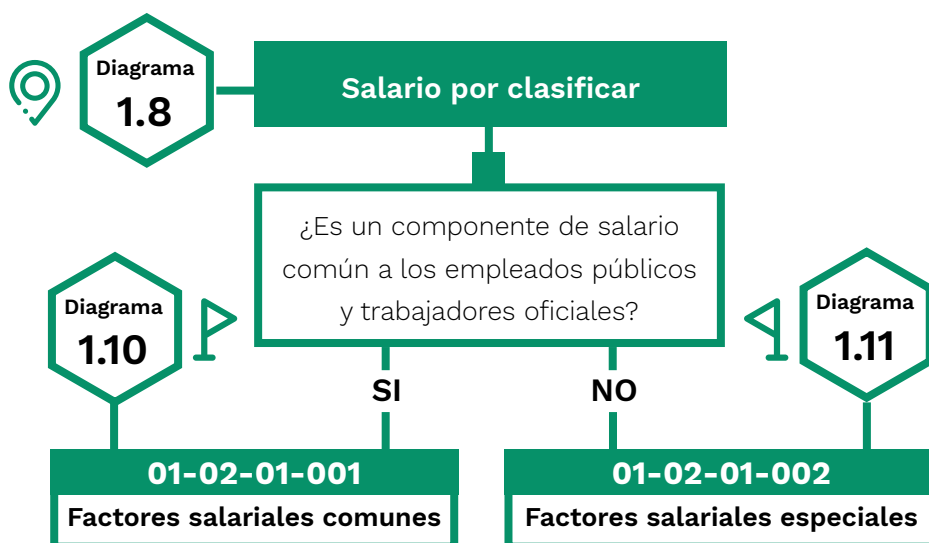 Diagrama
1.8
Salario por clasificar
¿Es un componente de salario
común a los empleados públicos
y trabajadores oficiales?
Diagrama
1.10
Diagrama
1.11
SI
NO
01-02-01-001
Factores salariales comunes
01-02-01-002
Factores salariales especiales